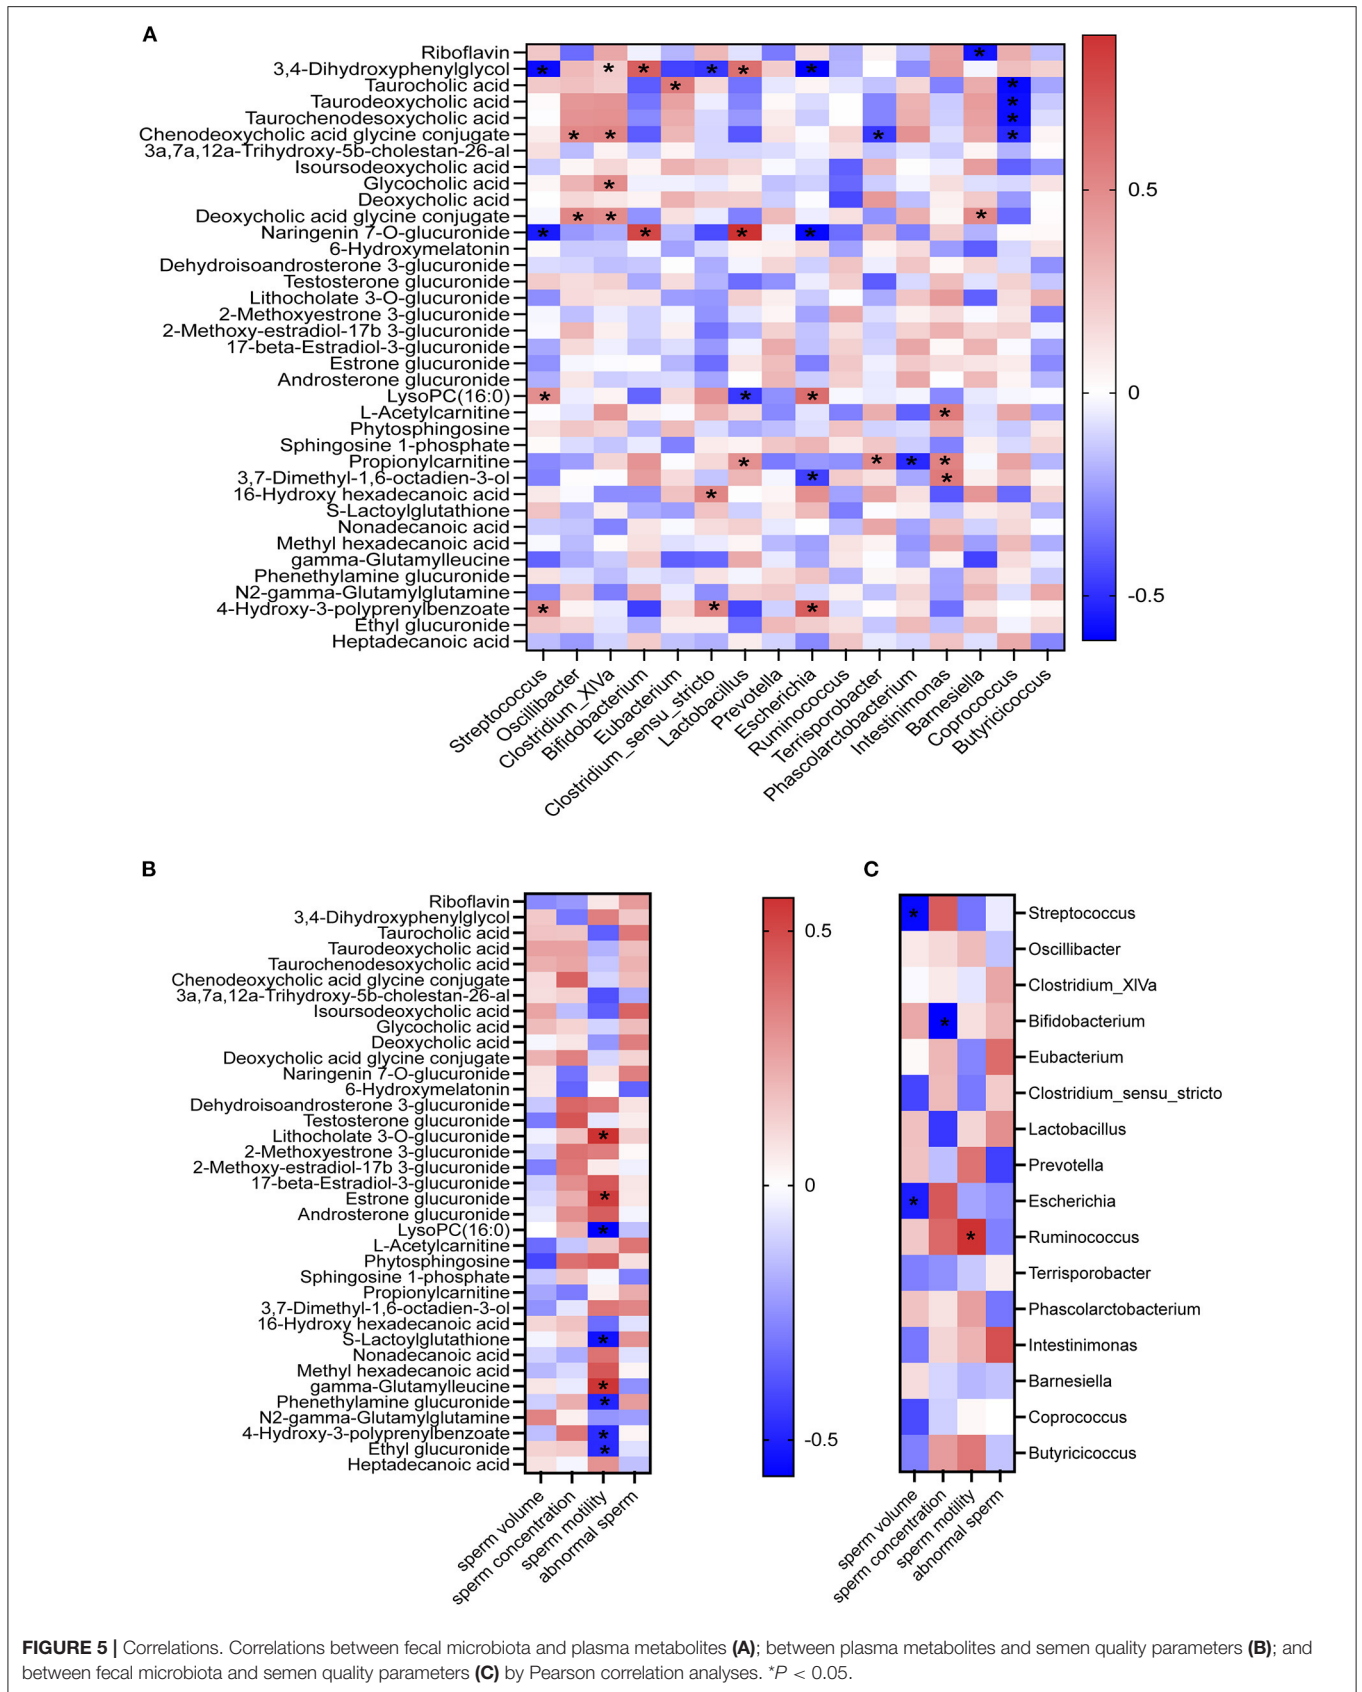 A
Riboflavin
3,4-Dihydroxyphenylglycol
Taurocholic acid
Taurodeoxycholic acid
Taurochenodesoxycholic acid
Chenodeoxycholic acid glycine conjugate
3a,7a,12a-Trihydroxy-5b-cholestan-26-al
Isoursodeoxycholic acid
Glycocholic acid
Deoxycholic acid
Deoxycholic acid glycine conjugate
Naringenin 7-O-glucuronide
6-Hydroxymelatonin
Dehydroisoandrosterone 3-glucuronide
Testosterone glucuronide
Lithocholate 3-O-glucuronide
2-Methoxyestrone 3-glucuronide
2-Methoxy-estradiol-17b 3-glucuronide
17-beta-Estradiol-3-glucuronide
Estrone glucuronide
Androsterone glucuronide
LysoPC(16:0)
L-Acetylcarnitine
Phytosphingosine
Sphingosine 1-phosphate
Propionylcarnitine
3,7-Dimethyl-1,6-octadien-3-ol
16-Hydroxy hexadecanoic acid
S-Lactoylglutathione
Nonadecanoic acid
Methyl hexadecanoic acid
gamma-Glutamylleucine
Phenethylamine glucuronide
N2-gamma-Glutamylglutamine
4-Hydroxy-3-polyprenylbenzoate
Ethyl glucuronide
Heptadecanoic acid
0.5
0
-0.5
Streptococcus
Oscillibacter
Clostridium_XIVa
Bifidobacterium
Eubacterium
Clostridium_sensu_stricto
Lactobacillus
Prevotella
Escherichia
Ruminococcus
Terrisporobacter
Phascolarctobacterium
Intestinimonas
Barnesiella
Coprococcus
Butyricicoccus
B
Riboflavin
3,4-Dihydroxyphenylglycol
Taurocholic acid
Taurodeoxycholic acid
Taurochenodesoxycholic acid
Chenodeoxycholic acid glycine conjugate
3a,7a,12a-Trihydroxy-5b-cholestan-26-al
Isoursodeoxycholic acid
Glycocholic acid
Deoxycholic acid
Deoxycholic acid glycine conjugate
Naringenin 7-O-glucuronide
6-Hydroxymelatonin
Dehydroisoandrosterone 3-glucuronide
Testosterone glucuronide
Lithocholate 3-O-glucuronide
2-Methoxyestrone 3-glucuronide
2-Methoxy-estradiol-17b 3-glucuronide
17-beta-Estradiol-3-glucuronide
Estrone glucuronide
Androsterone glucuronide
LysoPC(16:0)
L-Acetylcarnitine
Phytosphingosine
Sphingosine 1-phosphate
Propionylcarnitine
3,7-Dimethyl-1,6-octadien-3-ol
16-Hydroxy hexadecanoic acid
S-Lactoylglutathione
Nonadecanoic acid
Methyl hexadecanoic acid
gamma-Glutamylleucine
Phenethylamine glucuronide
N2-gamma-Glutamylglutamine
4-Hydroxy-3-polyprenylbenzoate
Ethyl glucuronide
Heptadecanoic acid
sperm volume
sperm concentration
sperm motility
abnormal sperm
0.5
0
-0.5
C
Streptococcus
Oscillibacter
Clostridium_XIVa
Bifidobacterium
Eubacterium
Clostridium_sensu_stricto
Lactobacillus
Prevotella
Escherichia
Ruminococcus
Terrisporobacter
Phascolarctobacterium
Intestinimonas
Barnesiella
Coprococcus
Butyricicoccus
sperm volume
sperm concentration
sperm motility
abnormal sperm
FIGURE 5 | Correlations. Correlations between fecal microbiota and plasma metabolites (A); between plasma metabolites and semen quality parameters (B); and
between fecal microbiota and semen quality parameters (C) by Pearson correlation analyses. *P < 0.05.